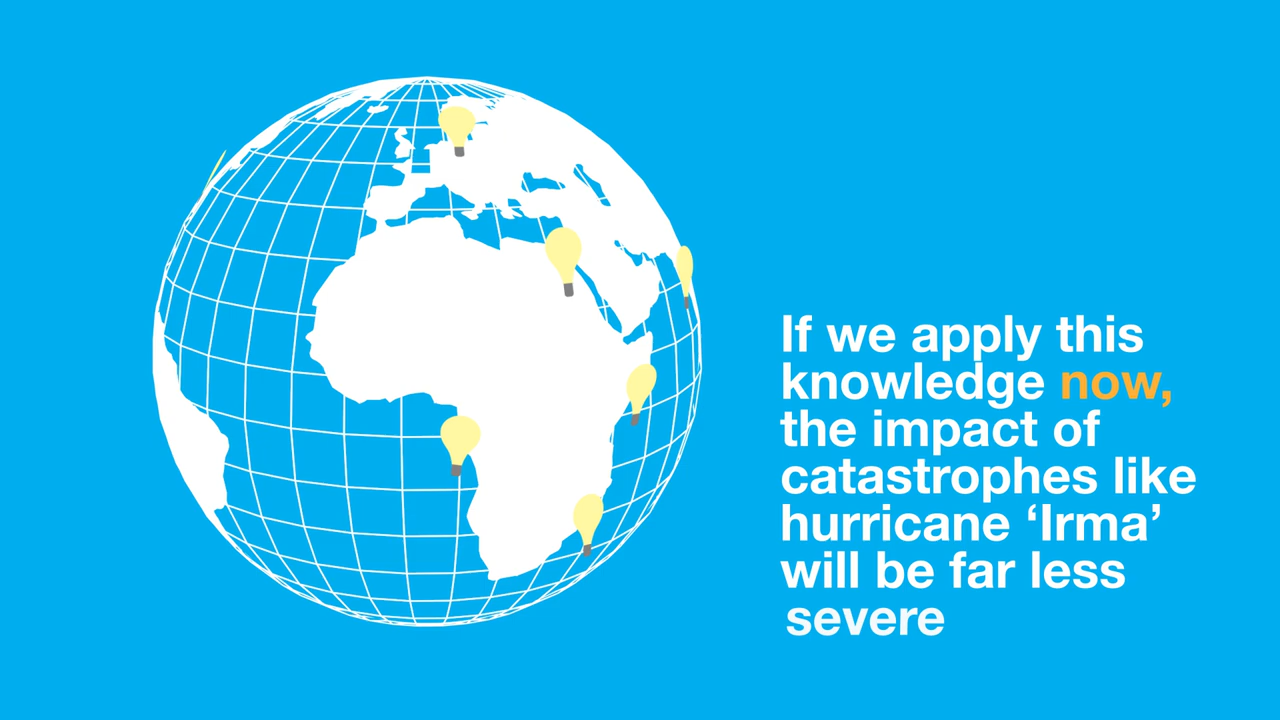 If we apply this
knowledge now,
the impact of
catastrophes like
hurricane ‘Irma’
will be far less
severe